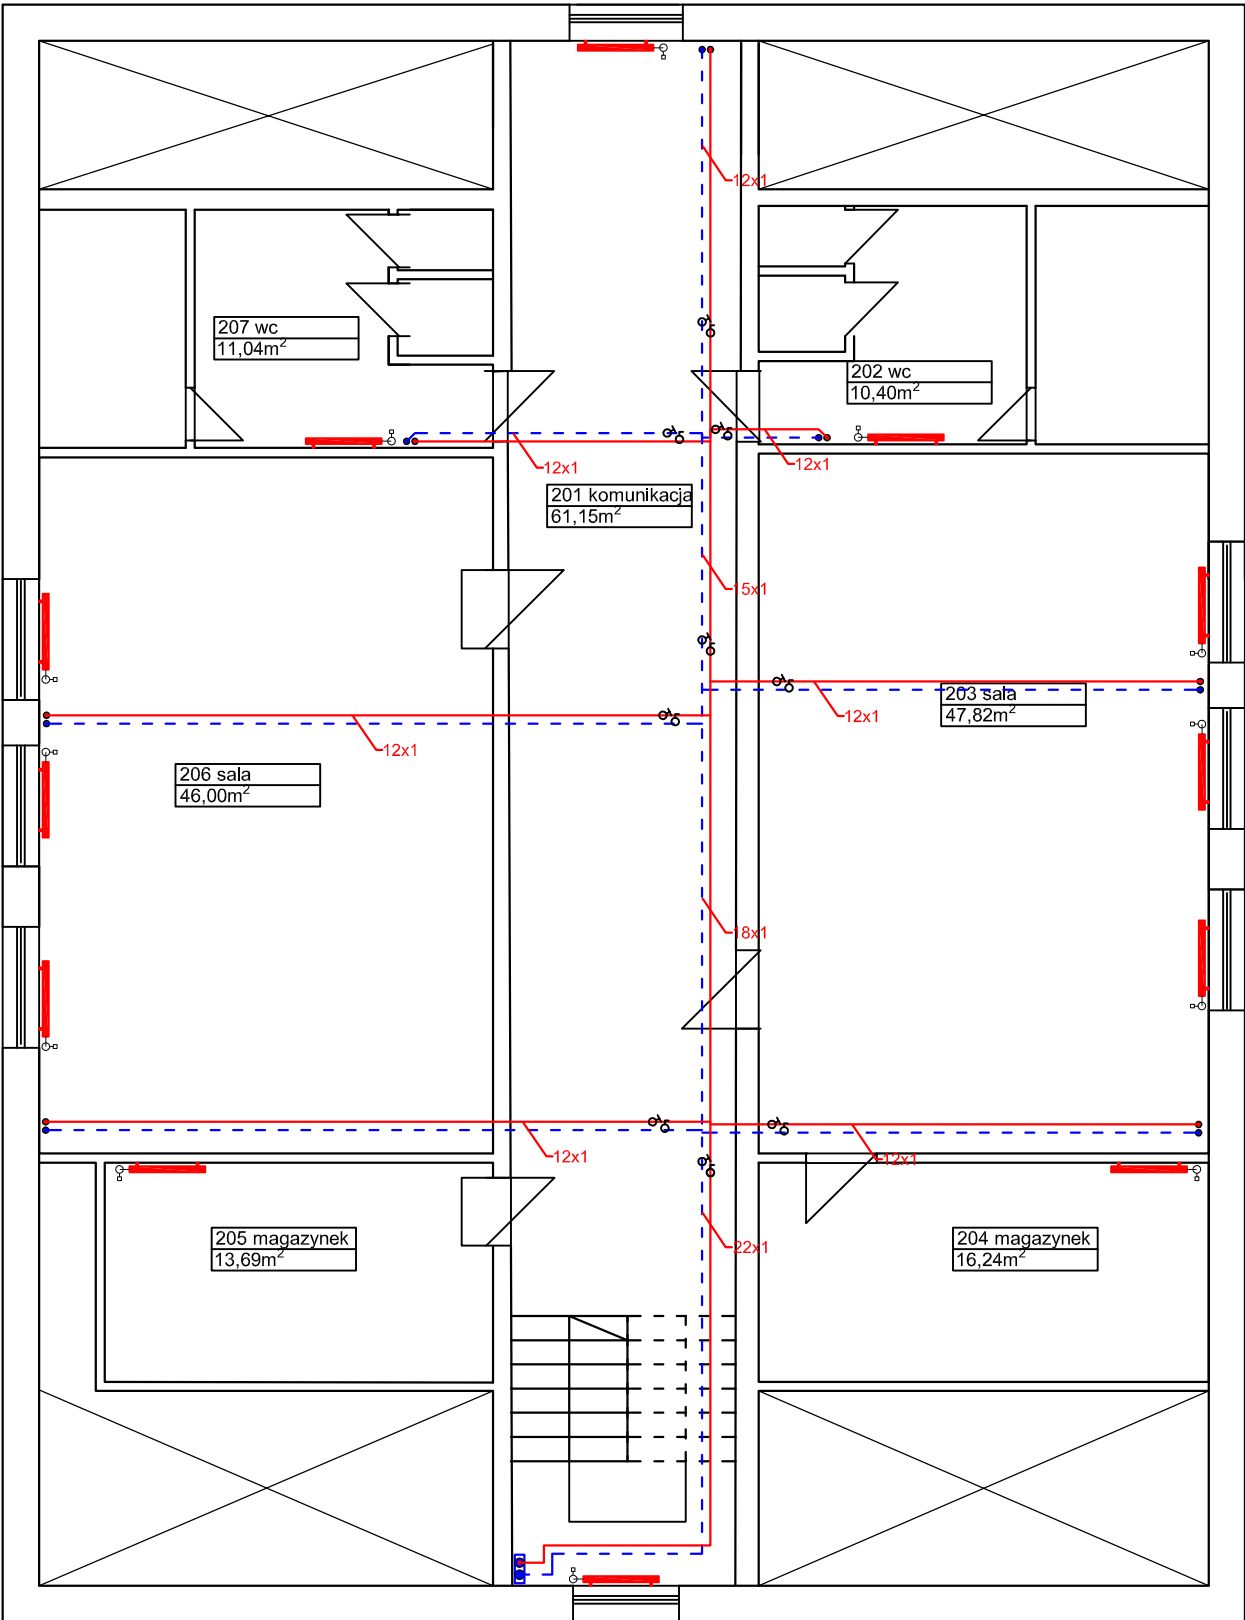 12x1
207 wc
11,04m²
202 wc
10,40m²
12x1
12x1
201 komunikacja
61,15m²
15x1
203 sala
47,82m²
12x1
12x1
206 sala
46,00m²
18x1
12x1
12x1
205 magazynek
13,69m²
22x1
204 magazynek
16,24m²